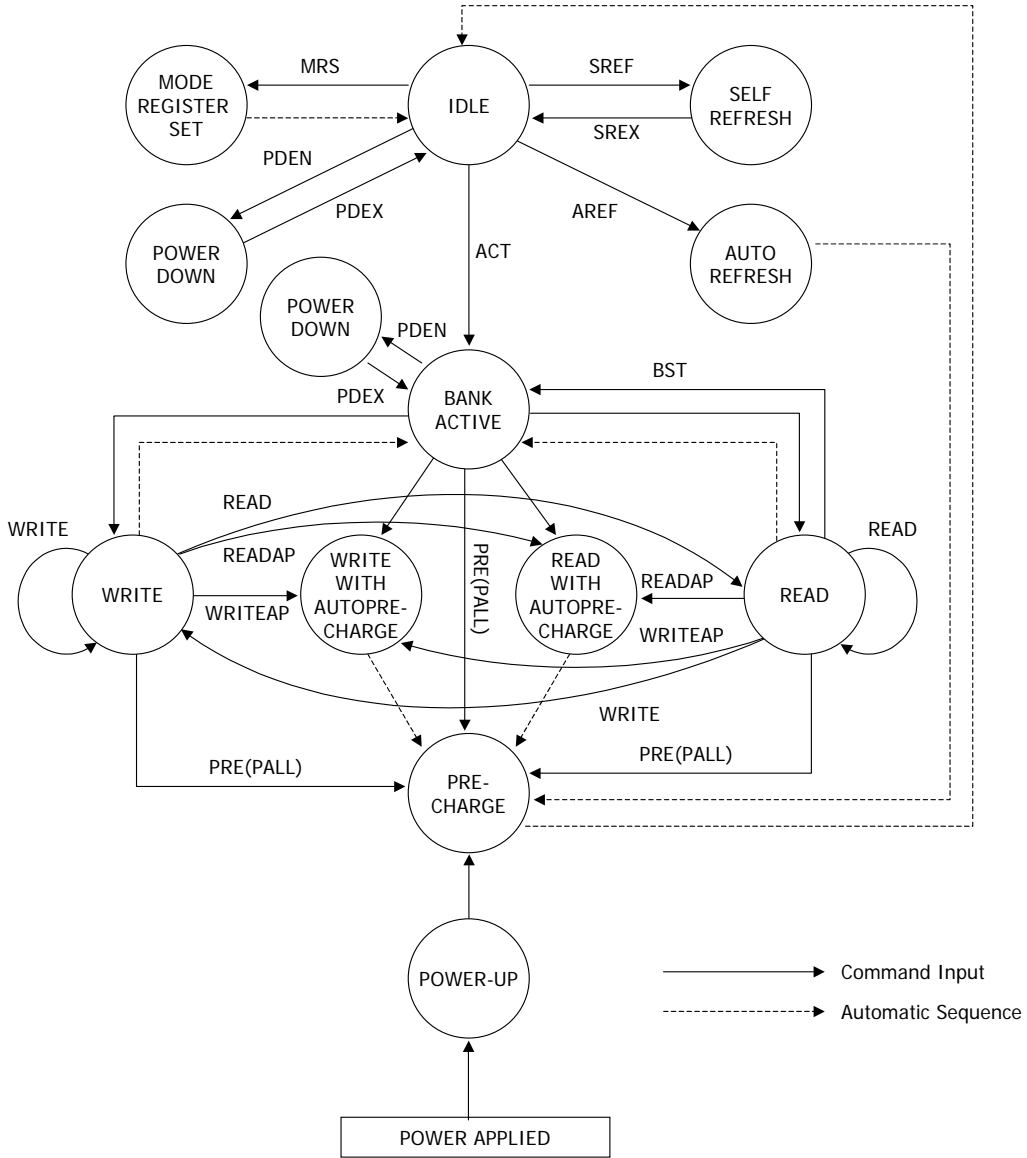 MRS
SREF
MODE
REGISTER
SET
IDLE
SELF
REFRESH
SREX
PDEN
PDEX
AREF
POWER
DOWN
ACT
AUTO
REFRESH
POWER
DOWN
PDEN
PDEX
BST
BANK
ACTIVE
READ
WRITE
READ
READAP
WRITE
WITH
AUTOPRE-
CHARGE
PRE(PALL)
READ
WITH
AUTOPRE-
CHARGE
READAP
WRITE
WRITEAP
READ
WRITEAP
WRITE
PRE(PALL)
PRE(PALL)
PRE-
CHARGE
POWER-UP
Command Input
Automatic Sequence
POWER APPLIED